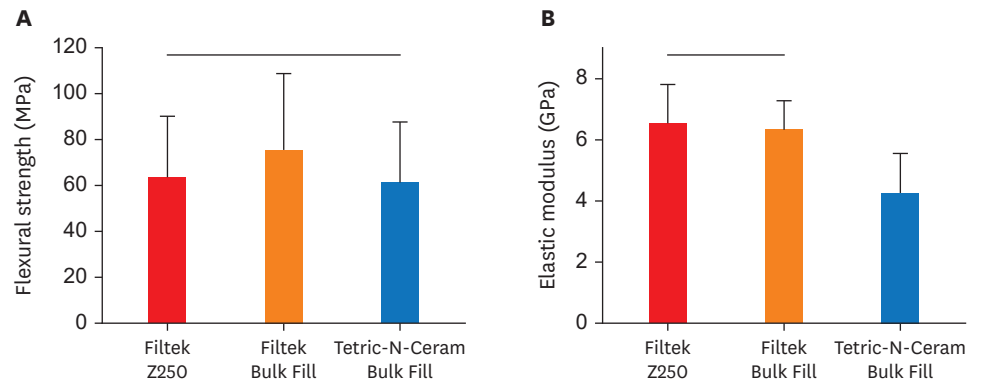 A
Flexural strength (MPa)
120
100
80
60
40
20
0
Filtek
Z250
Filtek
Bulk Fill
Tetric-N-Ceram
Bulk Fill
B
Elastic modulus (GPa)
8
6
4
2
0
Filtek
Z250
Filtek
Bulk Fill
Tetric-N-Ceram
Bulk Fill